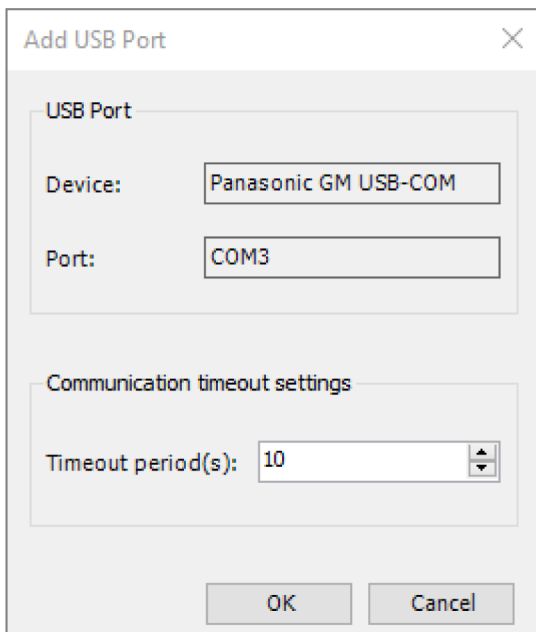 Add USB Port
USB Port
Device: Panasonic GM USB-COM
Port: COM3
Communication timeout settings
Timeout period(s): 10
OK Cancel